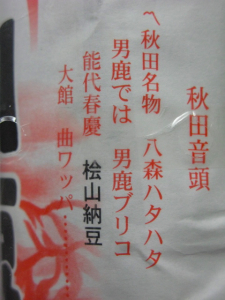 秋田音頭
〽秋田名物 八森ハタハタ
男鹿では 男鹿ブリコ
能代春慶 桧山納豆
大館 曲ワッパ……